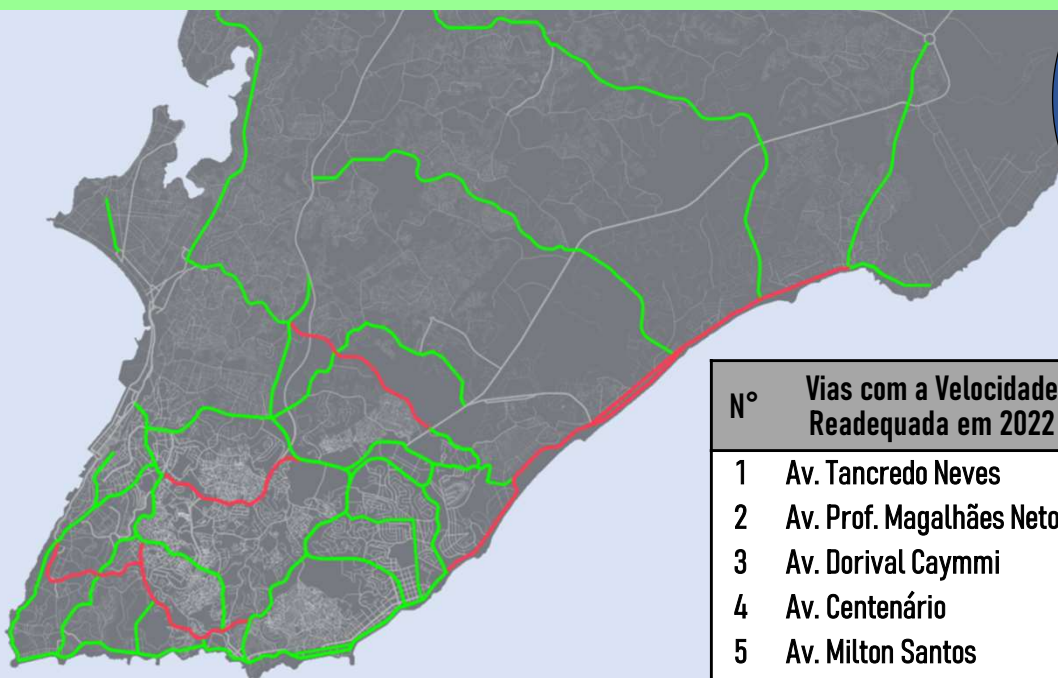 N°
Vias com a Velocidade
Readequada em 2022
1 Av. Tancredo Neves
2 Av. Prof. Magalhães Neto
3 Av. Dorival Caymmi
4 Av. Centenário
5 Av. Milton Santos